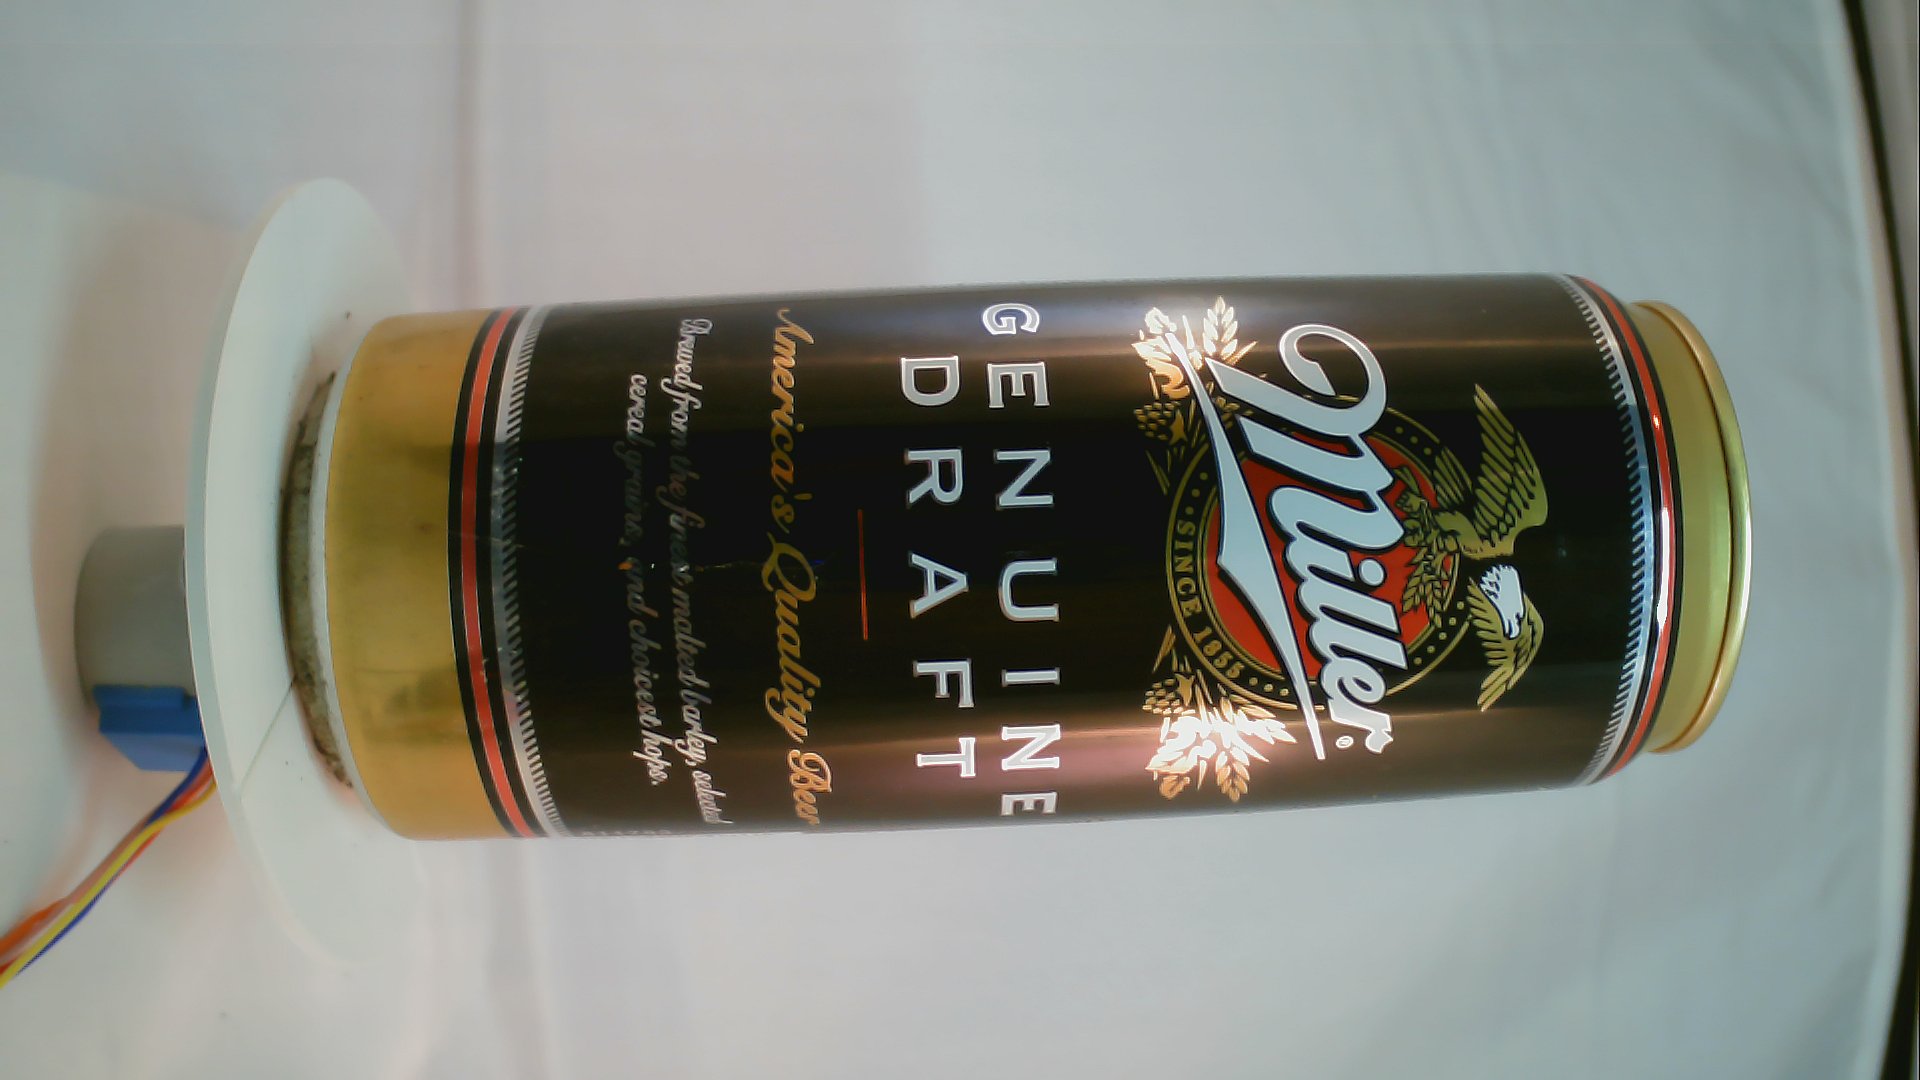 Miller®
SINCE 1855
GENUINE
DRAFT
America's Quality Beer
Brewed from the finest malted barley, selected
cereal grains, and choicest hops.